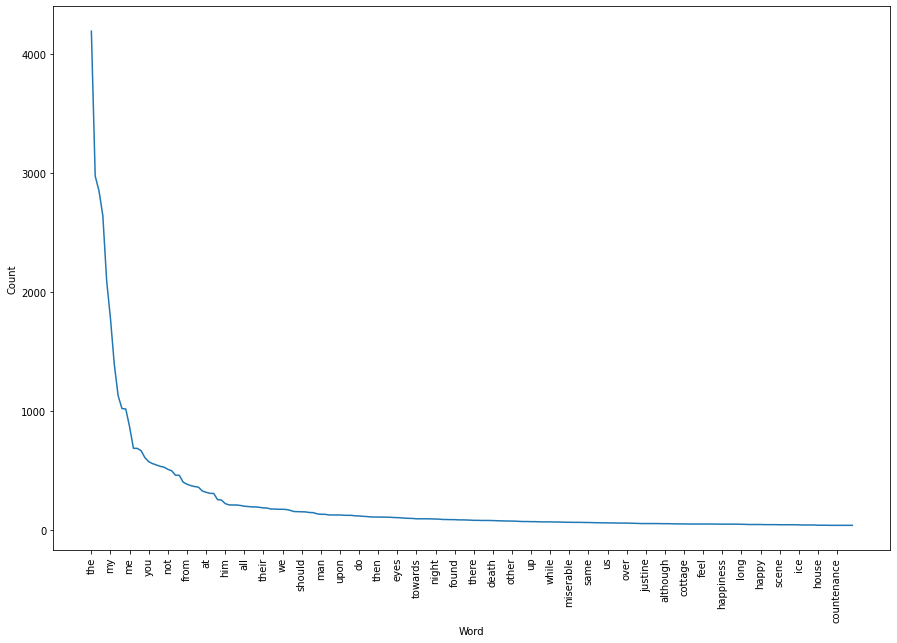 4000
3000
2000
1000
0
Count
the
my
me
you
not
from
at
him
all
their
we
should
man
upon
do
then
eyes
towards
night
found
there
death
other
up
while
miserable
same
us
over
justine
although
cottage
feel
happiness
long
happy
scene
ice
house
countenance
Word